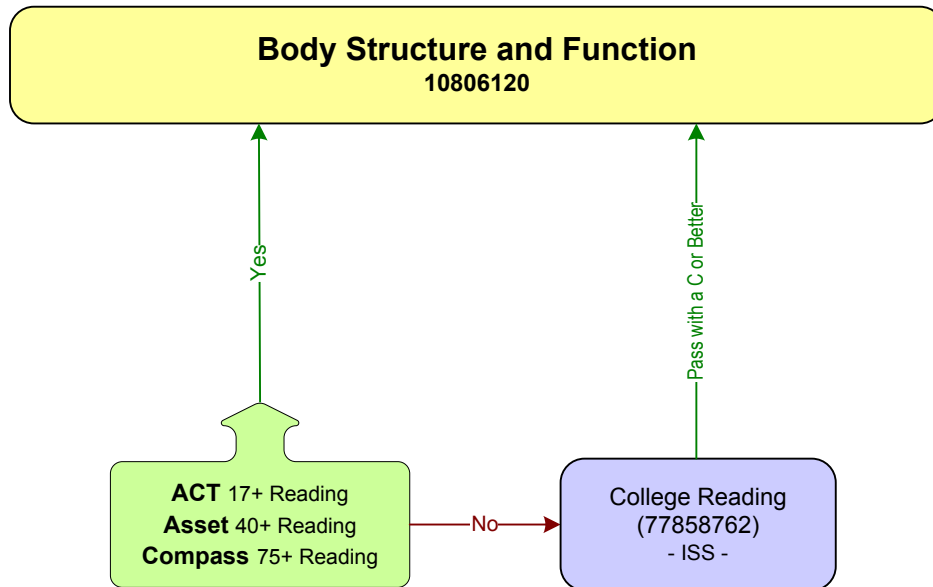 Body Structure and Function
10806120
Yes
Pass with a C or Better
ACT 17+ Reading
Asset 40+ Reading
Compass 75+ Reading
No
College Reading
(77858762)
- ISS -